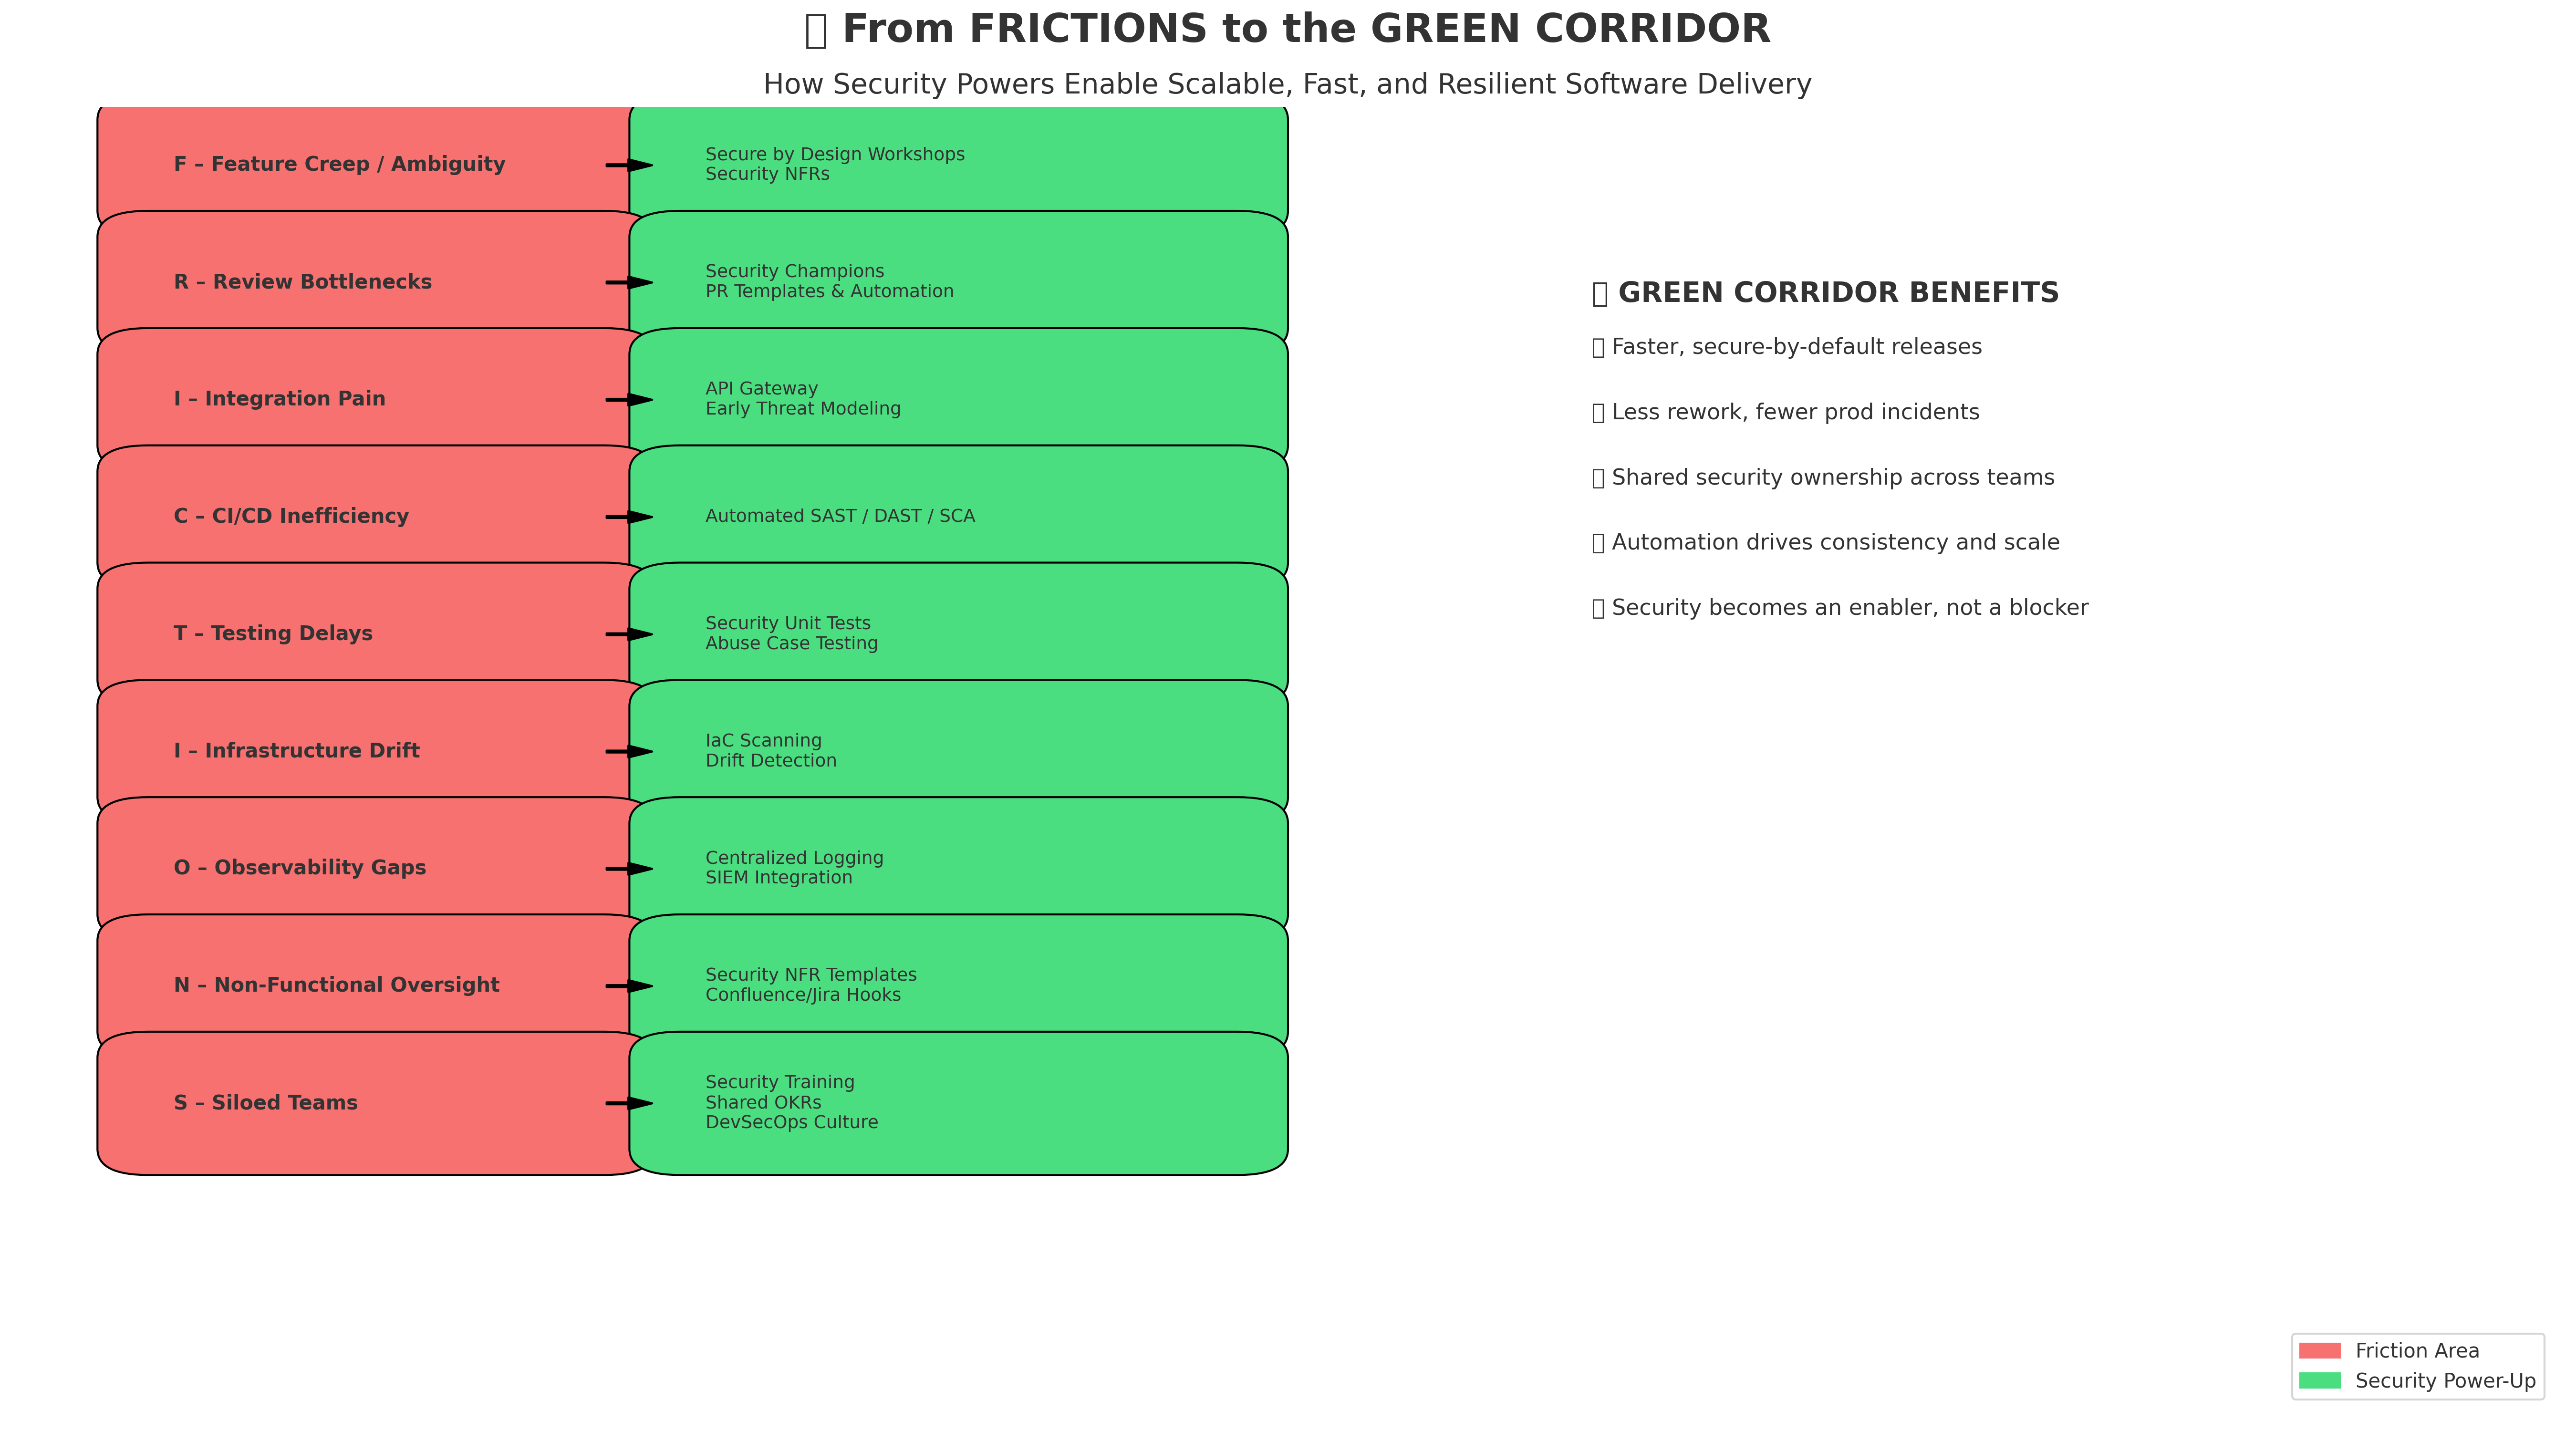 ▯ From FRICTIONS to the GREEN CORRIDOR
How Security Powers Enable Scalable, Fast, and Resilient Software Delivery
F – Feature Creep / Ambiguity
Secure by Design Workshops
Security NFRs
R – Review Bottlenecks
Security Champions
PR Templates & Automation
I – Integration Pain
API Gateway
Early Threat Modeling
C – CI/CD Inefficiency
Automated SAST / DAST / SCA
T – Testing Delays
Security Unit Tests
Abuse Case Testing
I – Infrastructure Drift
IaC Scanning
Drift Detection
O – Observability Gaps
Centralized Logging
SIEM Integration
N – Non-Functional Oversight
Security NFR Templates
Confluence/Jira Hooks
S – Siloed Teams
Security Training
Shared OKRs
DevSecOps Culture
▯ GREEN CORRIDOR BENEFITS
▯ Faster, secure-by-default releases
▯ Less rework, fewer prod incidents
▯ Shared security ownership across teams
▯ Automation drives consistency and scale
▯ Security becomes an enabler, not a blocker
Friction Area
Security Power-Up